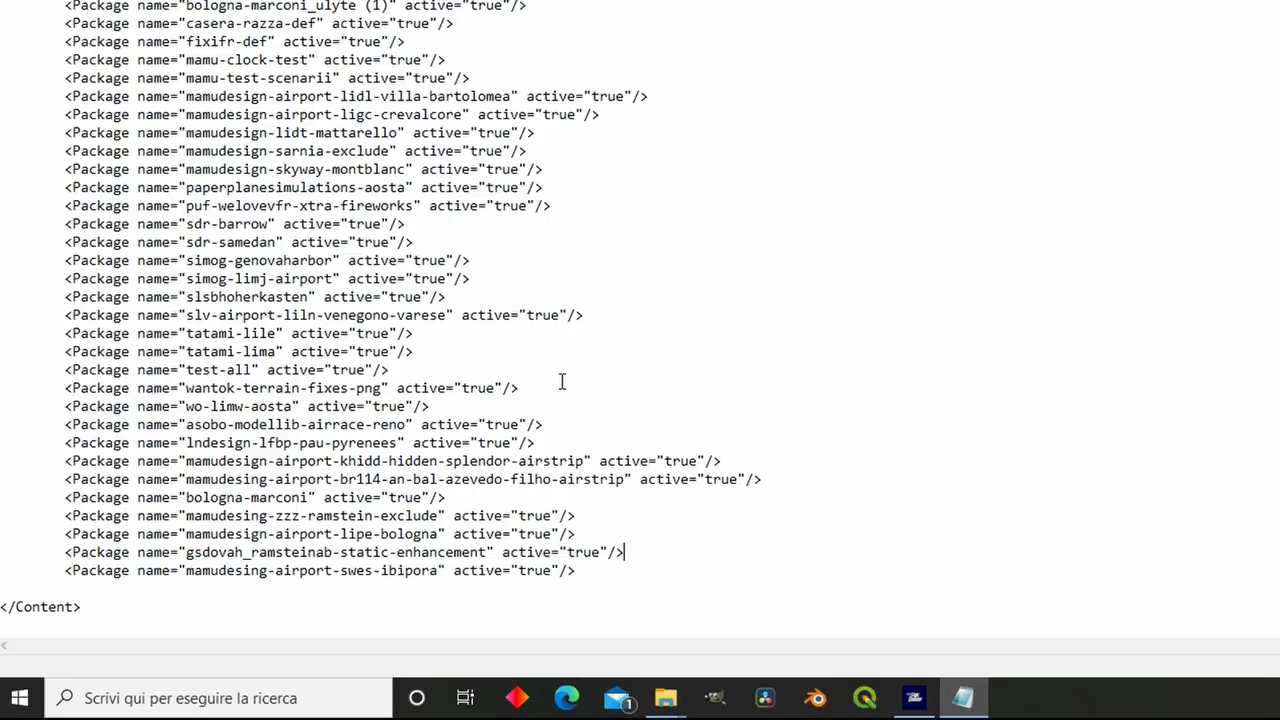 <Package name="bologna-marconi_ulyte (1)" active="true"/>
<Package name="casera-razza-def" active="true"/>
<Package name="fixifr-def" active="true"/>
<Package name="mamu-clock-test" active="true"/>
<Package name="mamu-test-scenarii" active="true"/>
<Package name="mamudesign-airport-lidl-villa-bartolomea" active="true"/>
<Package name="mamudesign-airport-ligc-crevalcore" active="true"/>
<Package name="mamudesign-lidt-mattarello" active="true"/>
<Package name="mamudesign-sarnia-exclude" active="true"/>
<Package name="mamudesign-skyway-montblanc" active="true"/>
<Package name="paperplanesimulations-aosta" active="true"/>
<Package name="puf-welovevfr-xtra-fireworks" active="true"/>
<Package name="sdr-barrow" active="true"/>
<Package name="sdr-samedan" active="true"/>
<Package name="simog-genovaharbor" active="true"/>
<Package name="simog-limj-airport" active="true"/>
<Package name="slsbhoherkasten" active="true"/>
<Package name="slv-airport-liln-venegono-varese" active="true"/>
<Package name="tatami-lile" active="true"/>
<Package name="tatami-lima" active="true"/>
<Package name="test-all" active="true"/>
<Package name="wantok-terrain-fixes-png" active="true"/>
<Package name="wo-limw-aosta" active="true"/>
<Package name="asobo-modellib-airrace-reno" active="true"/>
<Package name="lndesign-lfbp-pau-pyrenees" active="true"/>
<Package name="mamudesign-airport-khidd-hidden-splendor-airstrip" active="true"/>
<Package name="mamudesing-airport-br114-an-bal-azevedo-filho-airstrip" active="true"/>
<Package name="bologna-marconi" active="true"/>
<Package name="mamudesing-zzz-ramstein-exclude" active="true"/>
<Package name="mamudesign-airport-lipe-bologna" active="true"/>
<Package name="gsdovah_ramsteinab-static-enhancement" active="true"/>
<Package name="mamudesing-airport-swes-ibipora" active="true"/>
</Content>
Scrivi qui per eseguire la ricerca
1